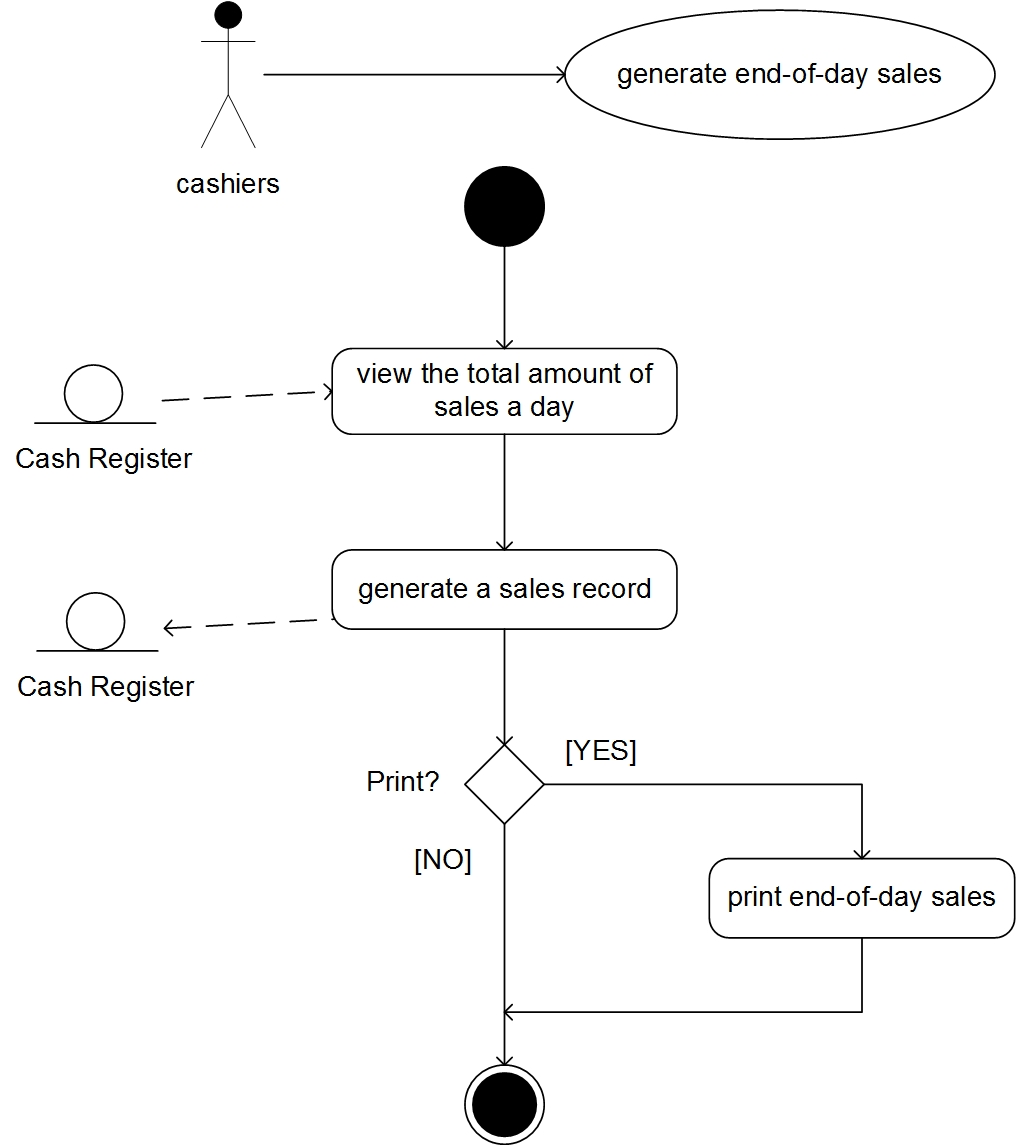 generate end-of-day sales
cashiers
view the total amount of
sales a day
Cash Register
generate a sales record
Cash Register
[YES]
Print?
[NO]
print end-of-day sales